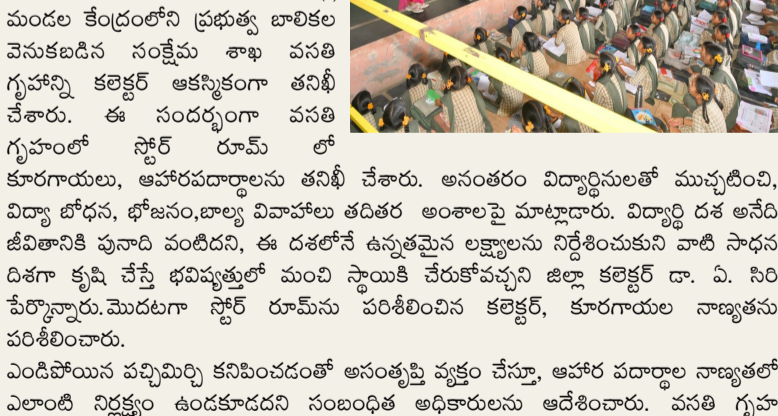 మండల కేంద్రంలోని ప్రభుత్వ బాలికల
వెనుకబడిన సంక్షేమ శాఖ వసతి
గృహాన్ని కలెక్టర్ ఆకస్మికంగా తనిఖీ
చేశారు. ఈ సందర్భంగా వసతి
గృహంలో స్టోర్ రూమ్ లో
కూరగాయలు, ఆహారపదార్థాలను తనిఖీ చేశారు. అనంతరం విద్యార్థినులతో ముచ్చటించి,
విద్యా బోధన, భోజనం,బాల్య వివాహాలు తదితర అంశాలపై మాట్లాడారు. విద్యార్థి దశ అనేది
జీవితానికి పునాది వంటిదని, ఈ దశలోనే ఉన్నతమైన లక్ష్యాలను నిర్దేశించుకుని వాటి సాధన
దిశగా కృషి చేస్తే భవిష్యత్తులో మంచి స్థాయికి చేరుకోవచ్చని జిల్లా కలెక్టర్ డా. ఏ. సిరి
పేర్కొన్నారు.మొదటగా స్టోర్ రూమ్‌ను పరిశీలించిన కలెక్టర్, కూరగాయల నాణ్యతను
పరిశీలించారు.
ఎండిపోయిన పచ్చిమిర్చి కనిపించడంతో అసంతృప్తి వ్యక్తం చేస్తూ, ఆహార పదార్థాల నాణ్యతలో
ఎలాంటి నిర్లక్ష్యం ఉండకూడదని సంబంధిత అధికారులను ఆదేశించారు. వసతి గృహ